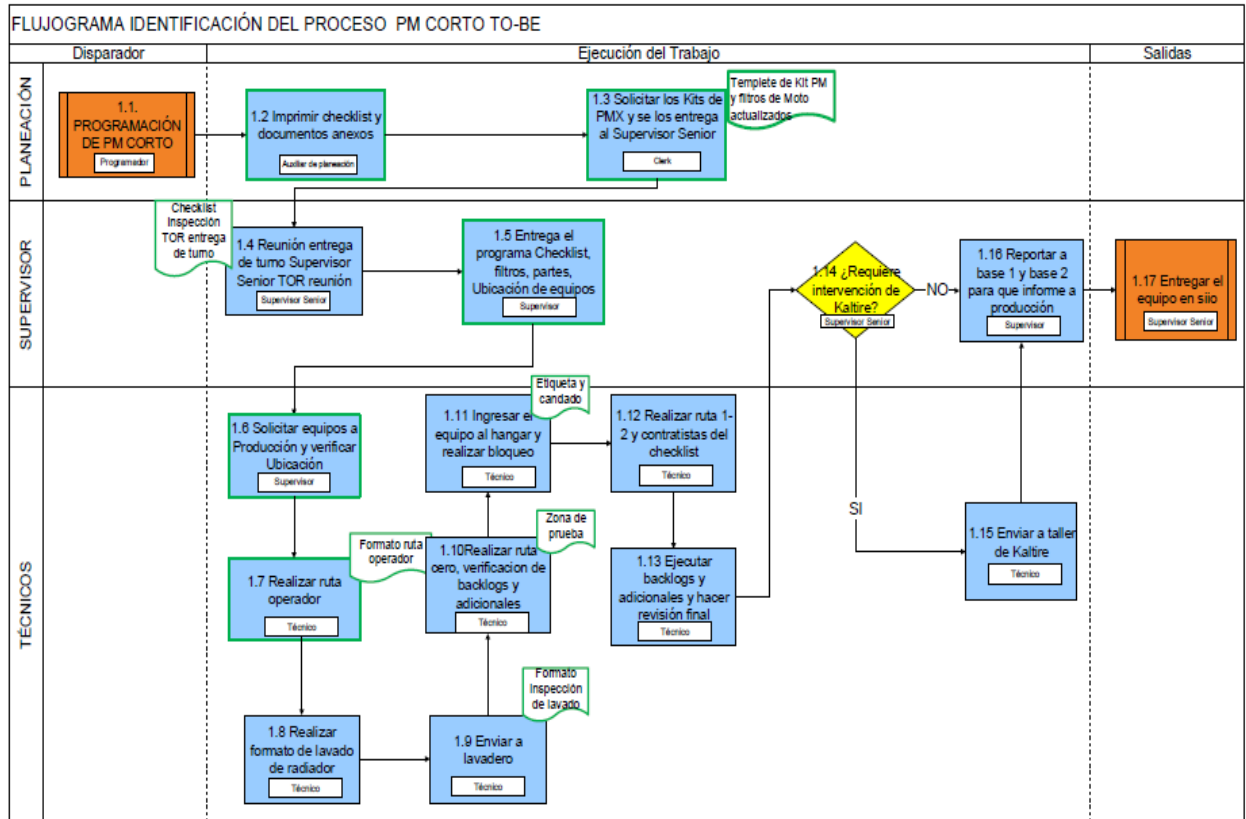 FLUJOGRAMA IDENTIFICACIÓN DEL PROCESO PM CORTO TO-BE
Disparador
Ejecución del Trabajo
Salidas
PLANEACIÓN
1.1.
PROGRAMACIÓN
DE PM CORTO
Programador
1.2 Imprimir checklist y
documentos anexos
Auxiliar de planeación
1.3 Solicitar los Kits de
PMX y se los entrega
al Supervisor Senior
Clerk
Templete de Kit PM
y filtros de Moto
actualizados
SUPERVISOR
Checklist
Inspección
TOR entrega
de turno
1.4 Reunión entrega
de turno Supervisor
Senior TOR reunión
Supervisor Senior
1.5 Entrega el
programa Checklist,
filtros, partes,
Ubicación de equipos
Supervisor
1.14 ¿Requiere
intervención de
Kaltire?
Supervisor Senior
NO
1.16 Reportar a
base 1 y base 2
para que informe a
producción
Supervisor
1.17 Entregar el
equipo en siio
Supervisor Senior
TÉCNICOS
1.6 Solicitar equipos a
Producción y verificar
Ubicación
Supervisor
1.11 Ingresar el
equipo al hangar y
realizar bloqueo
Técnico
Etiqueta y
candado
1.12 Realizar ruta 1-
2 y contratistas del
checklist
Técnico
SI
1.7 Realizar ruta
operador
Técnico
Formato ruta
operador
1.10Realizar ruta
cero, verificacion de
backlogs y
adicionales
Técnico
Zona de
prueba
1.13 Ejecutar
backlogs y
adicionales y hacer
revisión final
Técnico
1.15 Enviar a taller
de Kaltire
Técnico
1.8 Realizar
formato de lavado
de radiador
Técnico
1.9 Enviar a
lavadero
Técnico
Formato
Inspección
de lavado